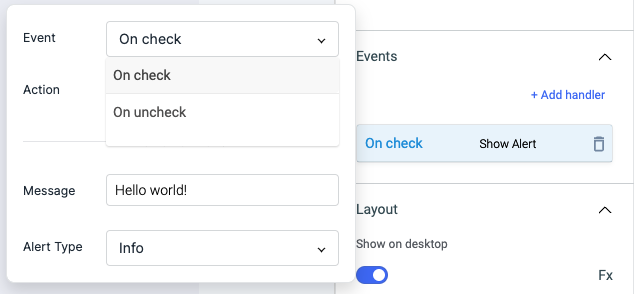 Event
On check
On check
On uncheck
Action
Message
Hello world!
Alert Type
Info
Events
+ Add handler
On check
Show Alert
Layout
Show on desktop
Fx